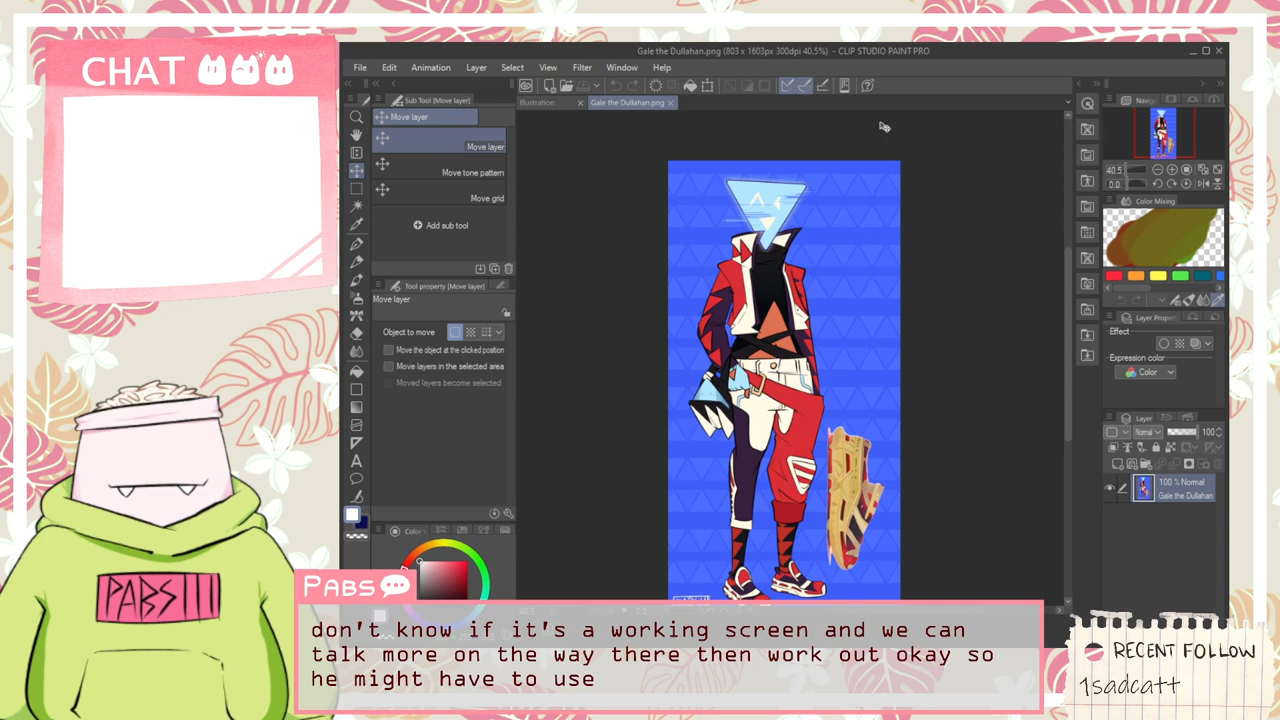 CHAT
Gale the Dullahan.png (803 x 1603px 300dpi 40.5%) - CLIP STUDIO PAINT PRO
File Edit Animation Layer Select View Filter Window Help
Sub Tool [Move layer]
Illustration
Gale the Dullahan.png
Move layer
Move layer
Move tone pattern
Move grid
Add sub tool
Tool property [Move layer]
Move layer
Object to move
Move the object at the clicked position
Move layers in the selected area
Moved layers become selected
40.5
0.0
Color Mixing
Effect
Expression color
Color
Layer
Normal
100
100 % Normal
Gale the Dullahan
PABS
Pabs
don't know if it's a working screen and we can
talk more on the way there then work out okay so
he might have to use
RECENT FOLLOW
1sadcatt